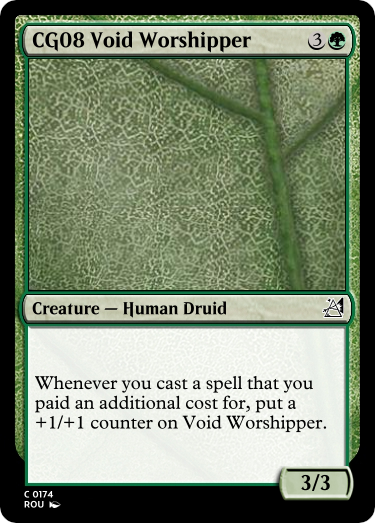 CG08 Void Worshipper 3
Creature — Human Druid
Whenever you cast a spell that you
paid an additional cost for, put a
+1/+1 counter on Void Worshipper.
3/3
C 0174
ROU